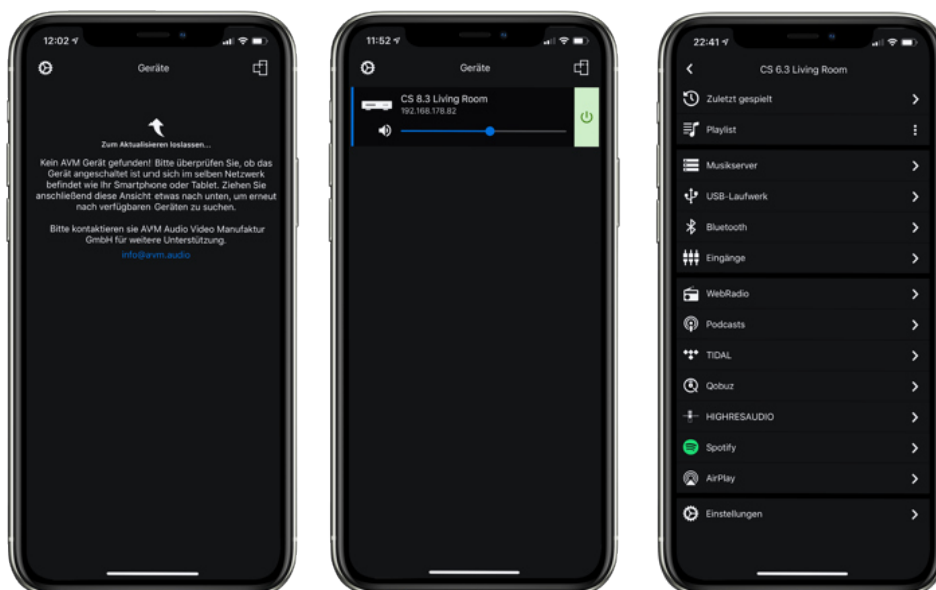 12:02
Geräte
Zum Aktualisieren loslassen...
Kein AVM Gerät gefunden! Bitte überprüfen Sie, ob das
Gerät angeschaltet ist und sich im selben Netzwerk
befindet wie Ihr Smartphone oder Tablet. Ziehen Sie
anschließend diese Ansicht etwas nach unten, um erneut
nach verfügbaren Geräten zu suchen.
Bitte kontaktieren sie AVM Audio Video Manufaktur
GmbH für weitere Unterstützung.
info@avm.audio
11:52
Geräte
CS 8.3 Living Room
192.168.178.82
22:41
CS 6.3 Living Room
Zuletzt gespielt
Playlist
Musikserver
USB-Laufwerk
Bluetooth
Eingänge
WebRadio
Podcasts
TIDAL
Qobuz
HIGHRESAUDIO
Spotify
AirPlay
Einstellungen